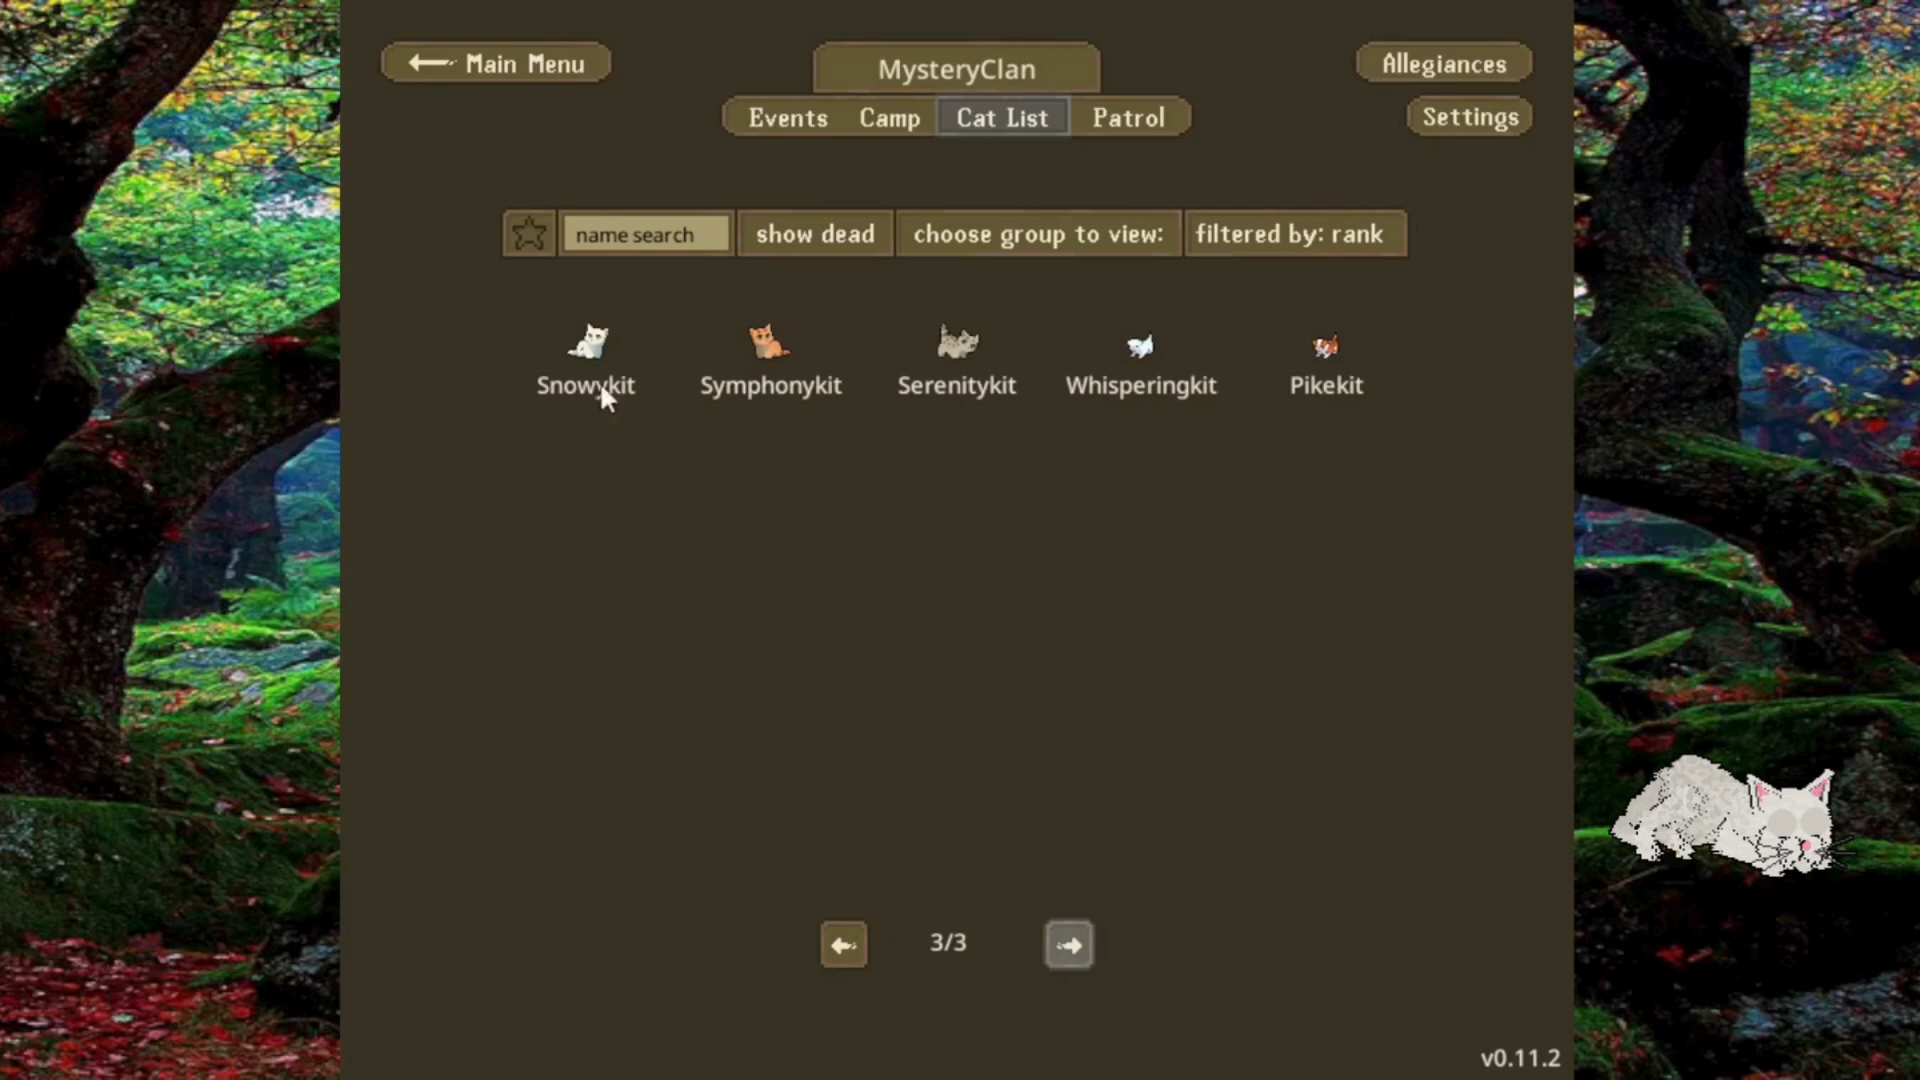 Main Menu
MysteryClan
Allegiances
Events Camp Cat List Patrol
Settings
name search show dead choose group to view: filtered by: rank
Snowykit Symphonykit Serenitykit Whisperingkit Pikekit
3/3
v0.11.2